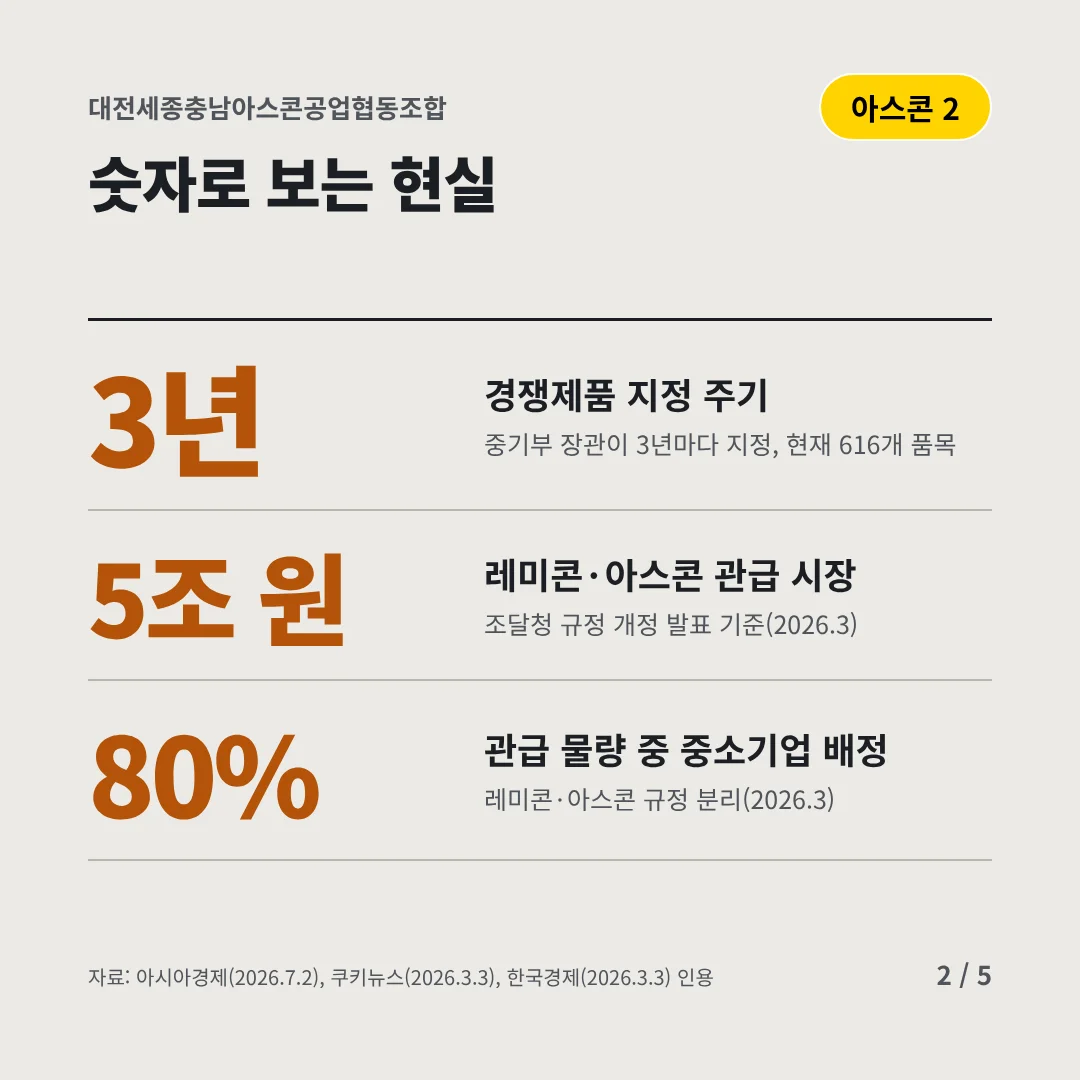 대전세종충남아스콘공업협동조합
아스콘 2
숫자로 보는 현실
3년
경쟁제품 지정 주기
중기부 장관이 3년마다 지정, 현재 616개 품목
5조 원
레미콘·아스콘 관급 시장
조달청 규정 개정 발표 기준(2026.3)
80%
관급 물량 중 중소기업 배정
레미콘·아스콘 규정 분리(2026.3)
자료: 아시아경제(2026.7.2), 쿠키뉴스(2026.3.3), 한국경제(2026.3.3) 인용
2 / 5